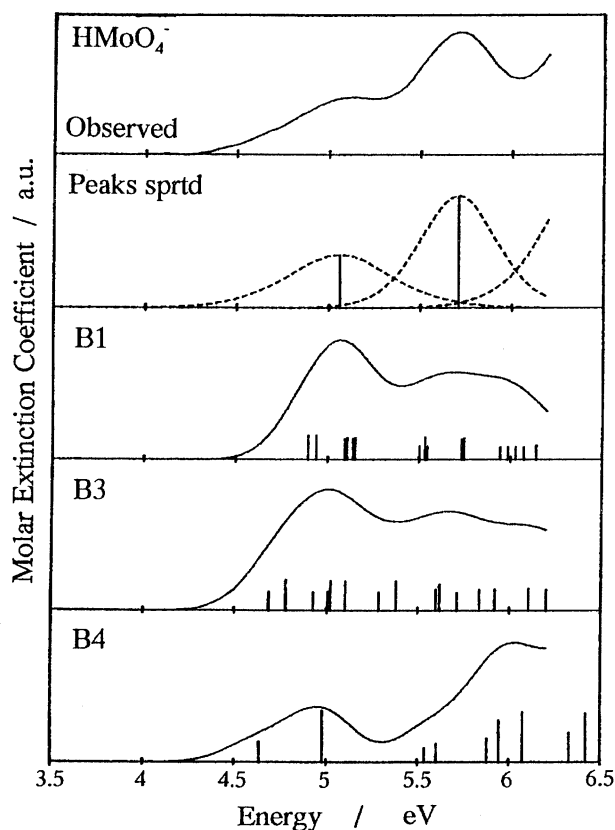 HMoO₄⁻
Observed
Peaks sprtd
B1
B3
B4
Molar Extinction Coefficient / a.u.
3.5 4 4.5 5 5.5 6 6.5
Energy / eV